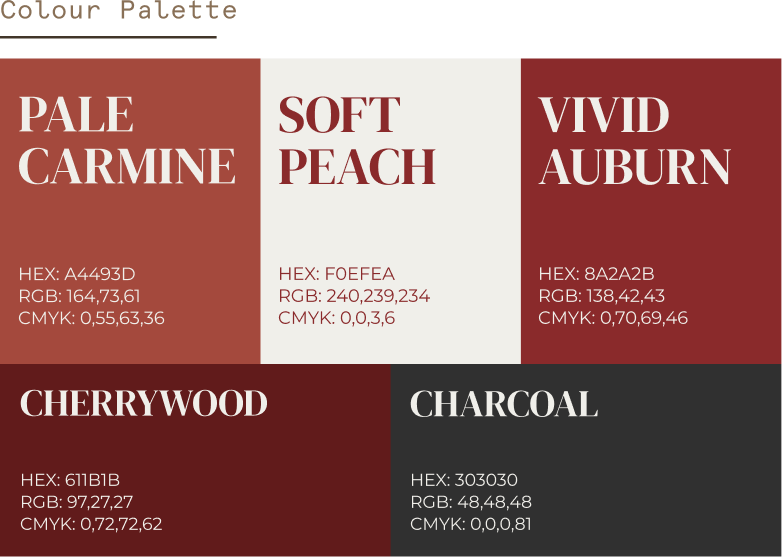 Colour Palette
PALE
CARMINE
HEX: A4493D
RGB: 164,73,61
CMYK: 0,55,63,36
SOFT
PEACH
HEX: F0EFEA
RGB: 240,239,234
CMYK: 0,0,3,6
VIVID
AUBURN
HEX: 8A2A2B
RGB: 138,42,43
CMYK: 0,70,69,46
CHERRYWOOD
HEX: 611B1B
RGB: 97,27,27
CMYK: 0,72,72,62
CHARCOAL
HEX: 303030
RGB: 48,48,48
CMYK: 0,0,0,81